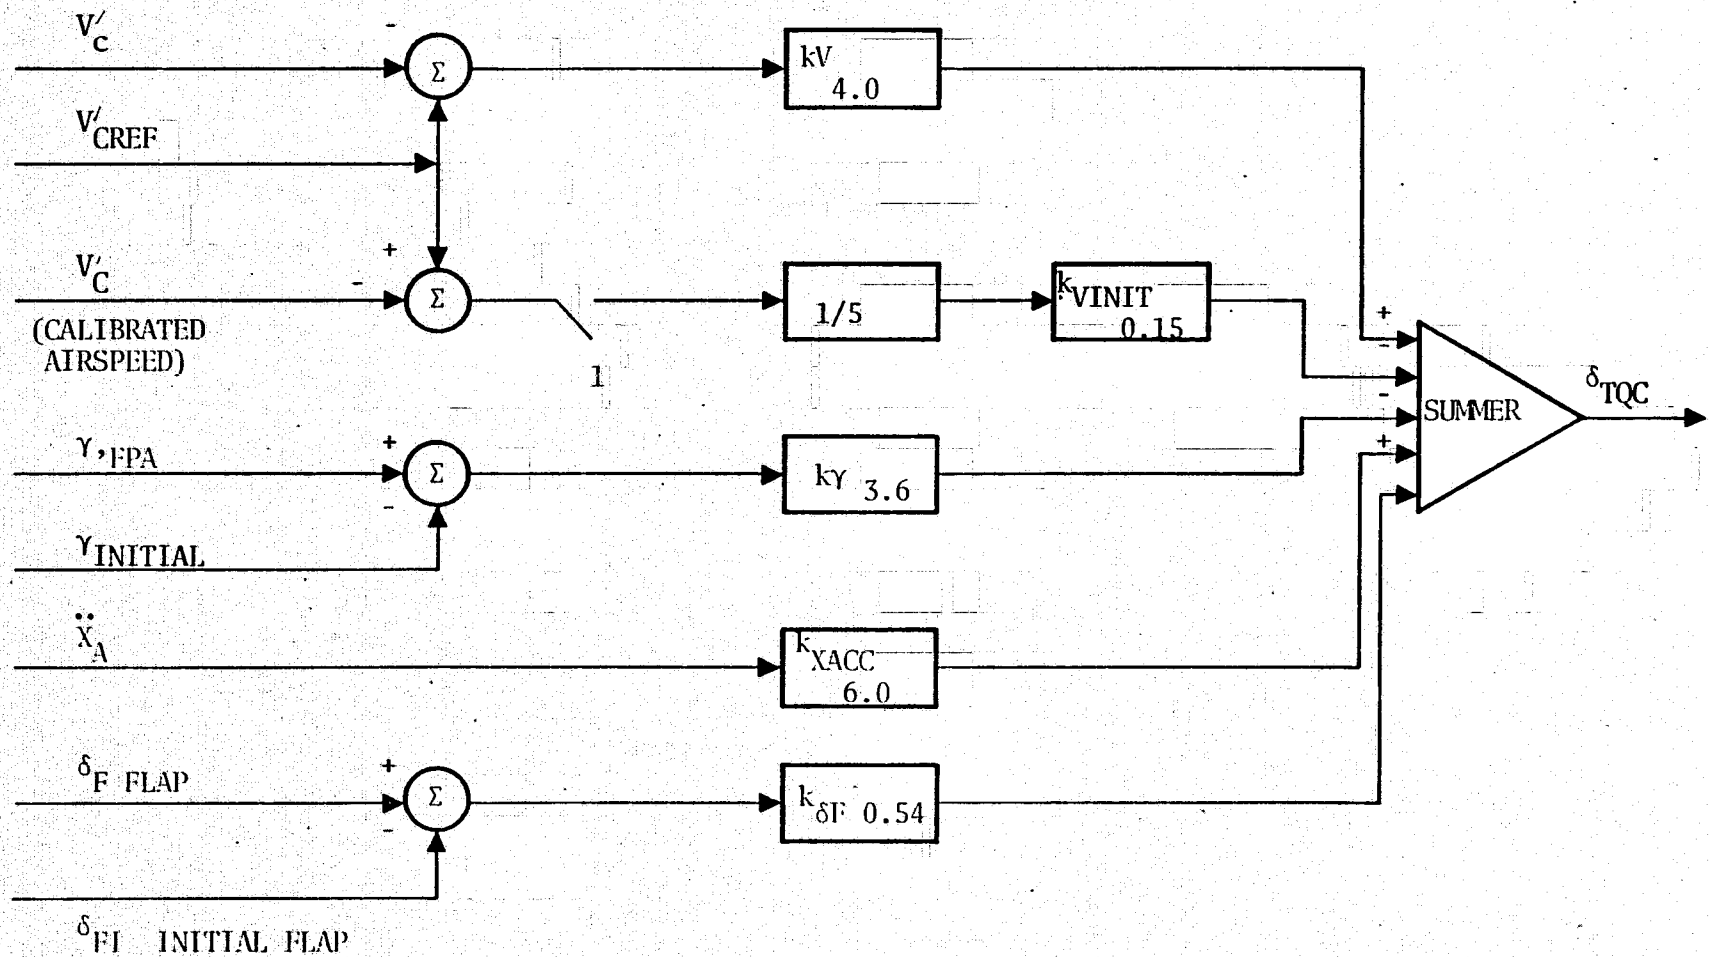 V′C
-
Σ
kV
4.0
V′CREF
V′C
+
-
Σ
(CALIBRATED
AIRSPEED)
1
1/5
kVINIT
0.15
+
-
-
+
SUMMER
δTQC
γ,FPA
+
-
Σ
kγ 3.6
γINITIAL
ẌA
kXACC
6.0
δF FLAP
+
-
Σ
kδF 0.54
δFI INITIAL FLAP